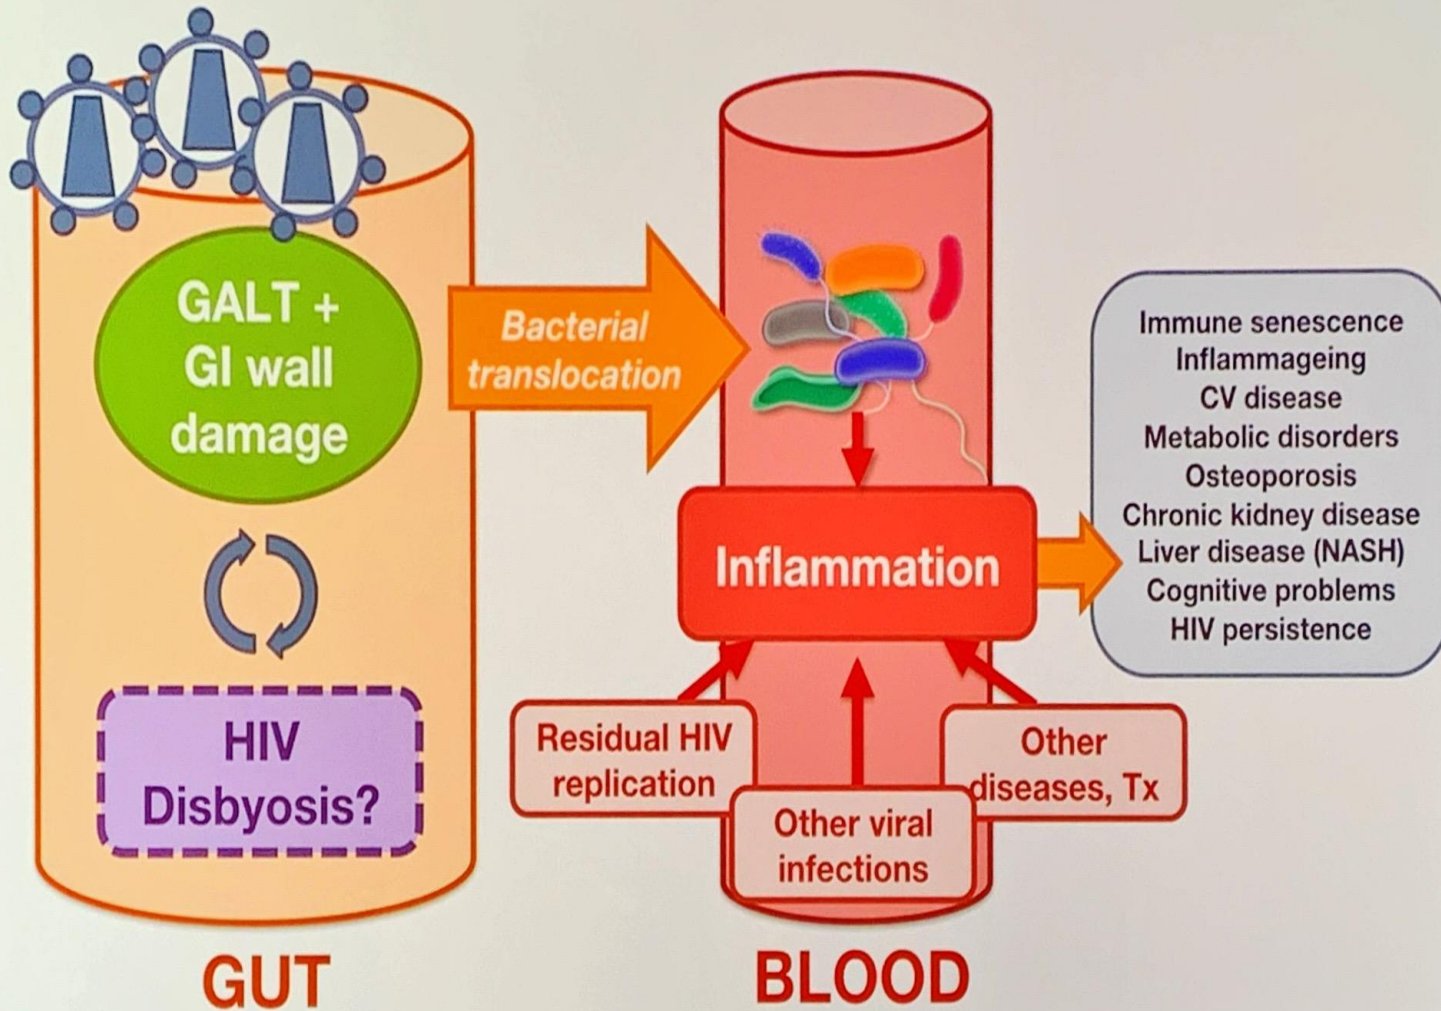 GALT +
GI wall
damage
HIV
Disbyosis?
GUT
Bacterial
translocation
Inflammation
Residual HIV
replication
Other viral
infections
Other
diseases, Tx
BLOOD
Immune senescence
Inflammageing
CV disease
Metabolic disorders
Osteoporosis
Chronic kidney disease
Liver disease (NASH)
Cognitive problems
HIV persistence